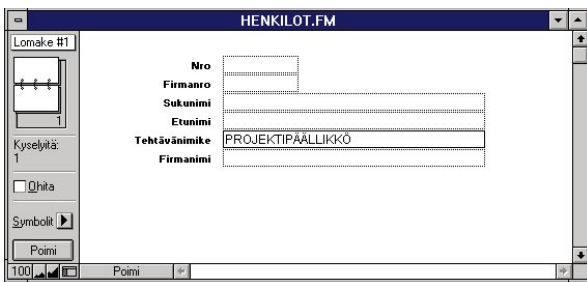 HENKILOT.FM
Lomake #1
1
Kyselyitä:
1
Ohita
Symbolit
Poimi
Nro
Firmanro
Sukunimi
Etunimi
Tehtävänimike PROJEKTIPÄÄLLIKKÖ
Firmanimi
100 Poimi